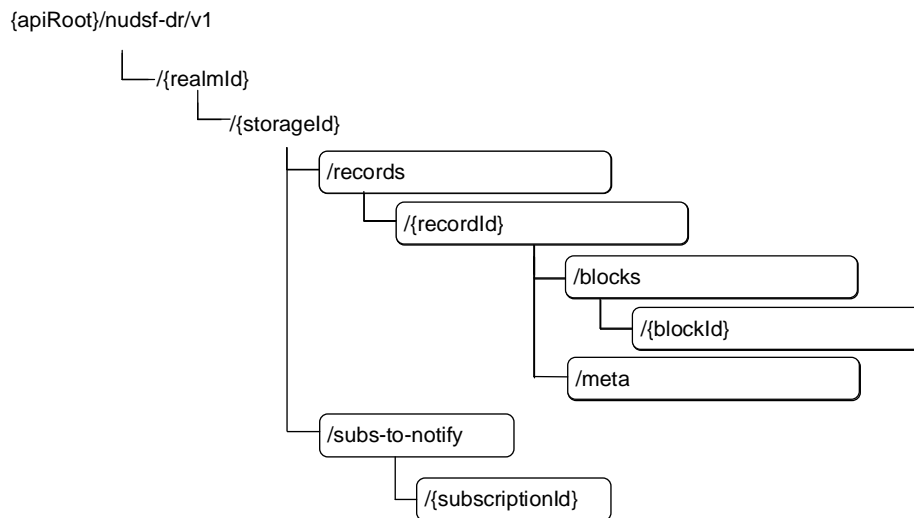 {apiRoot}/nudsf-dr/v1
/{realmId}
/{storageId}
/records
/{recordId}
/blocks
/{blockId}
/meta
/subs-to-notify
/{subscriptionId}